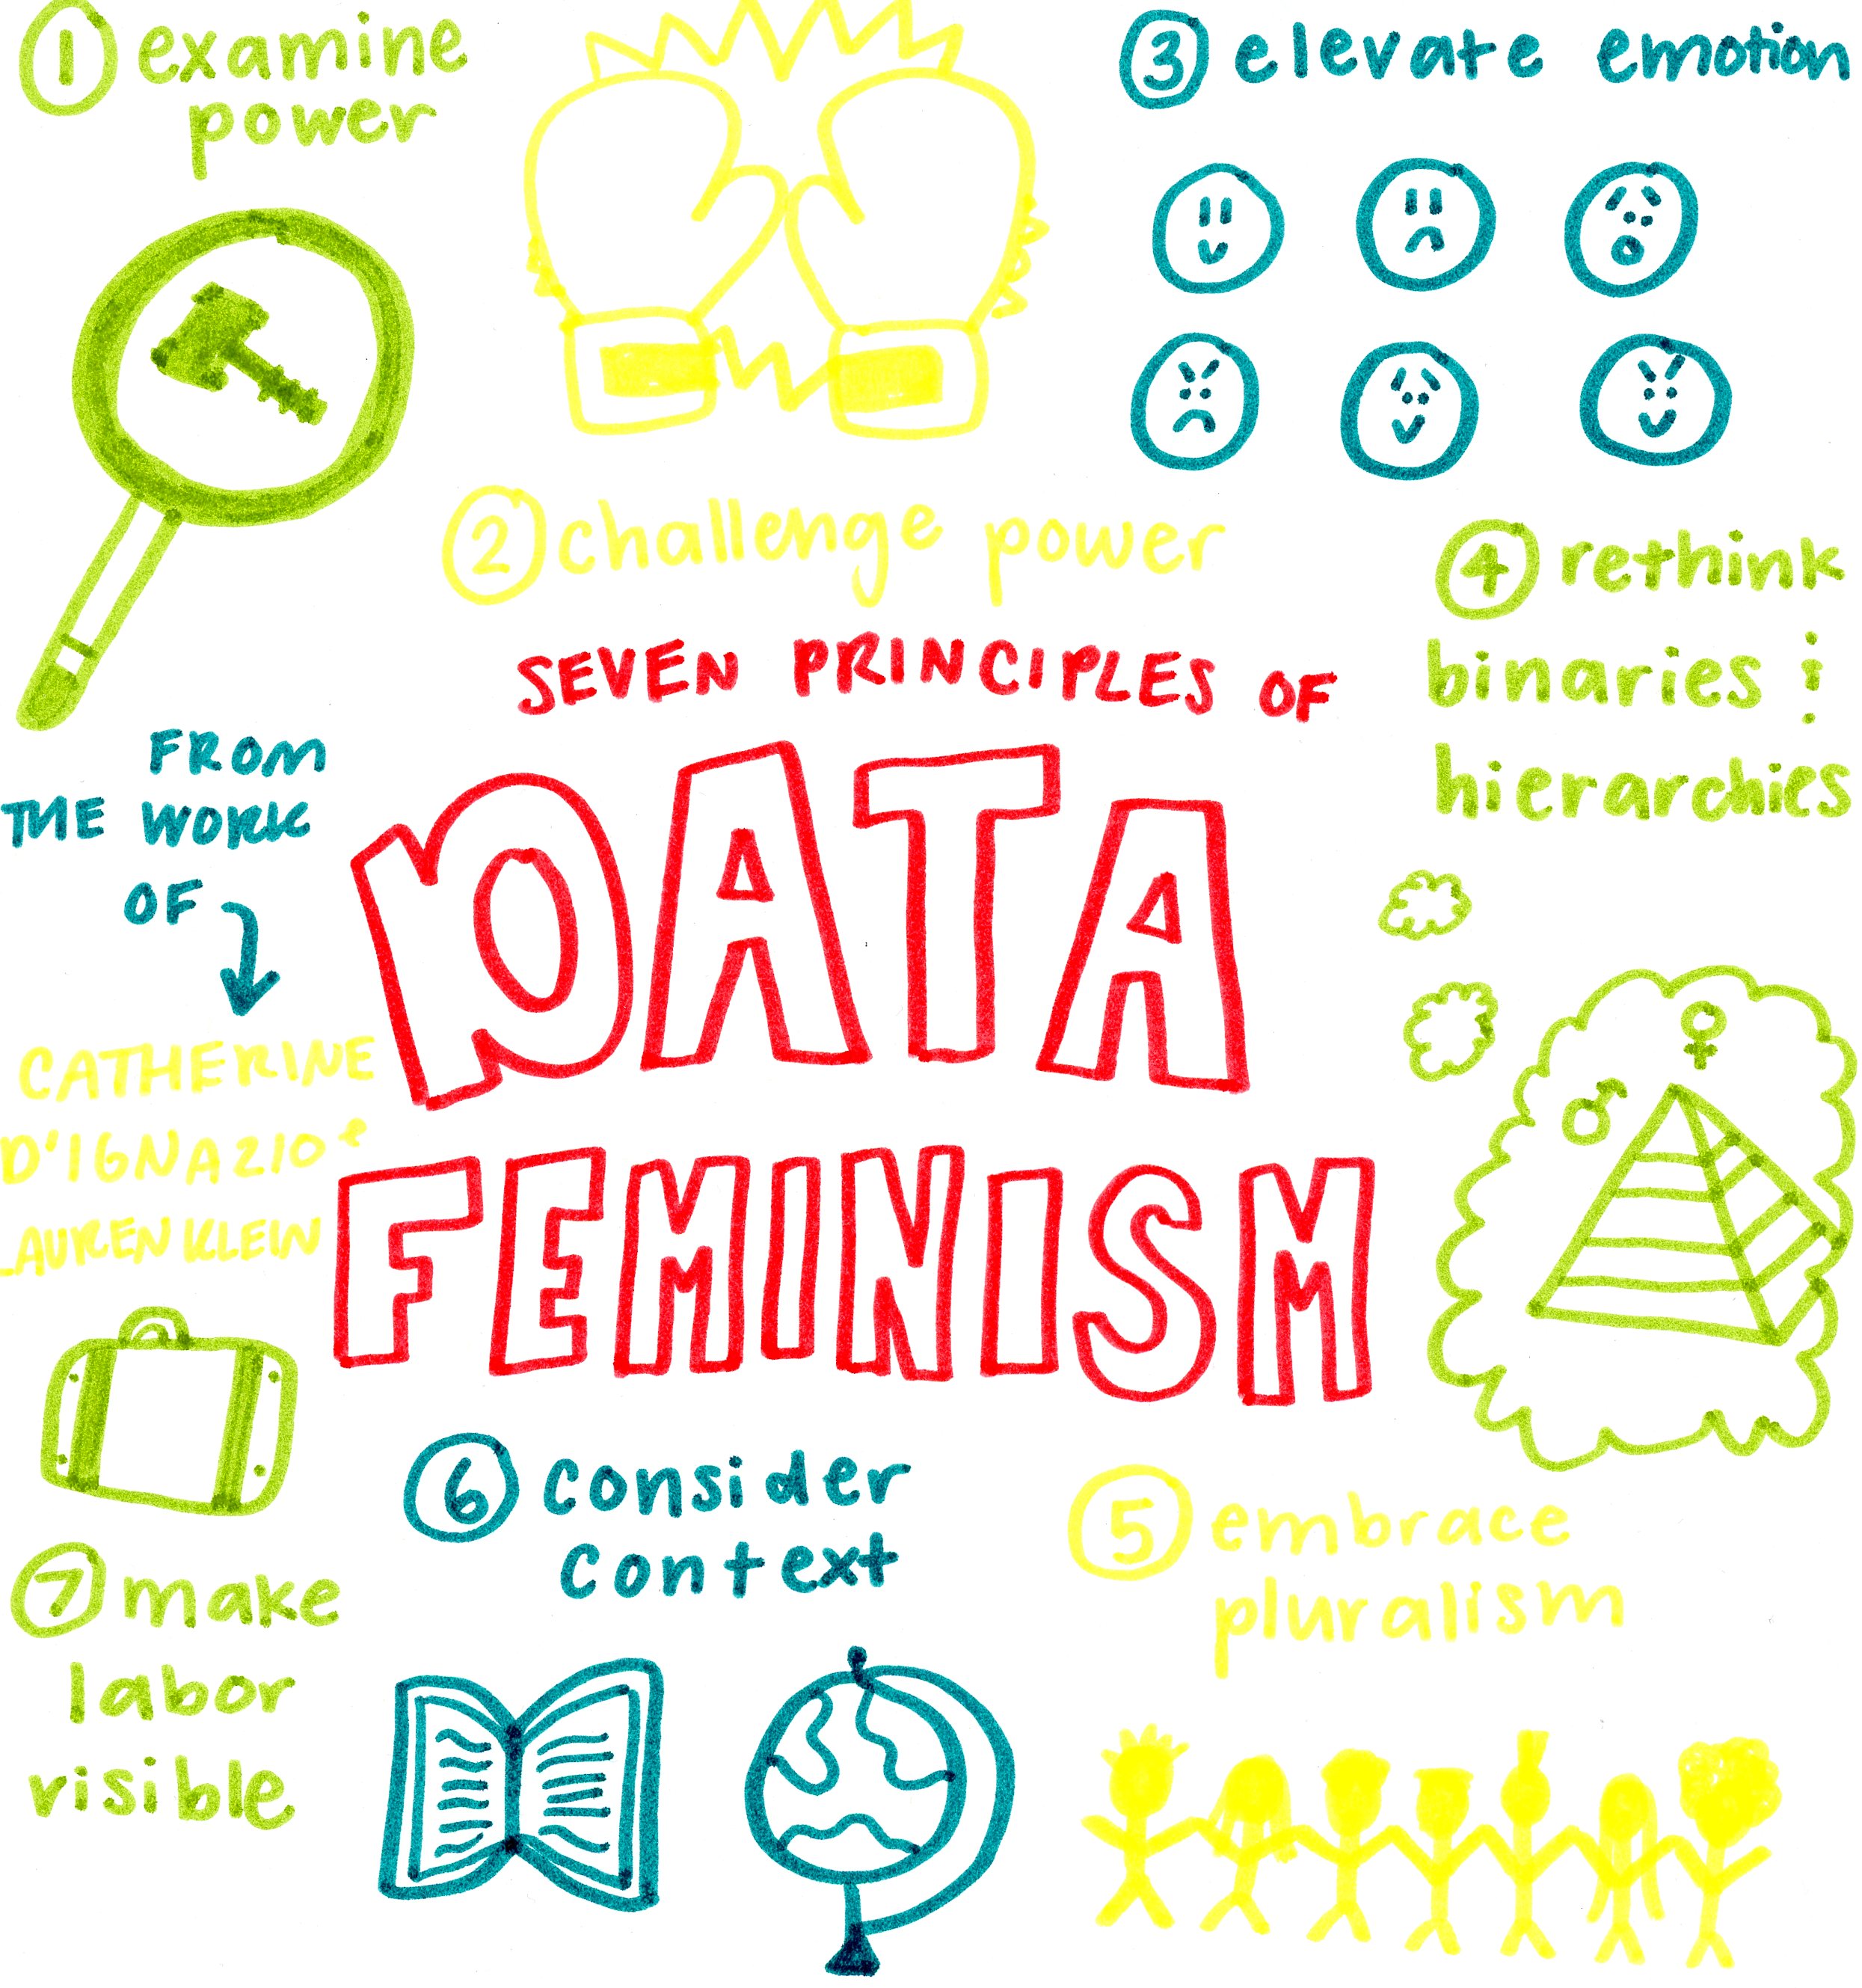 1 examine
power
3 elevate emotion
2 challenge power
4 rethink
binaries &
hierarchies
SEVEN PRINCIPLES OF
DATA
FEMINISM
FROM
THE WORK
OF
CATHERINE
D'IGNAZIO &
LAUREN KLEIN
5 embrace
pluralism
6 consider
context
7 make
labor
visible